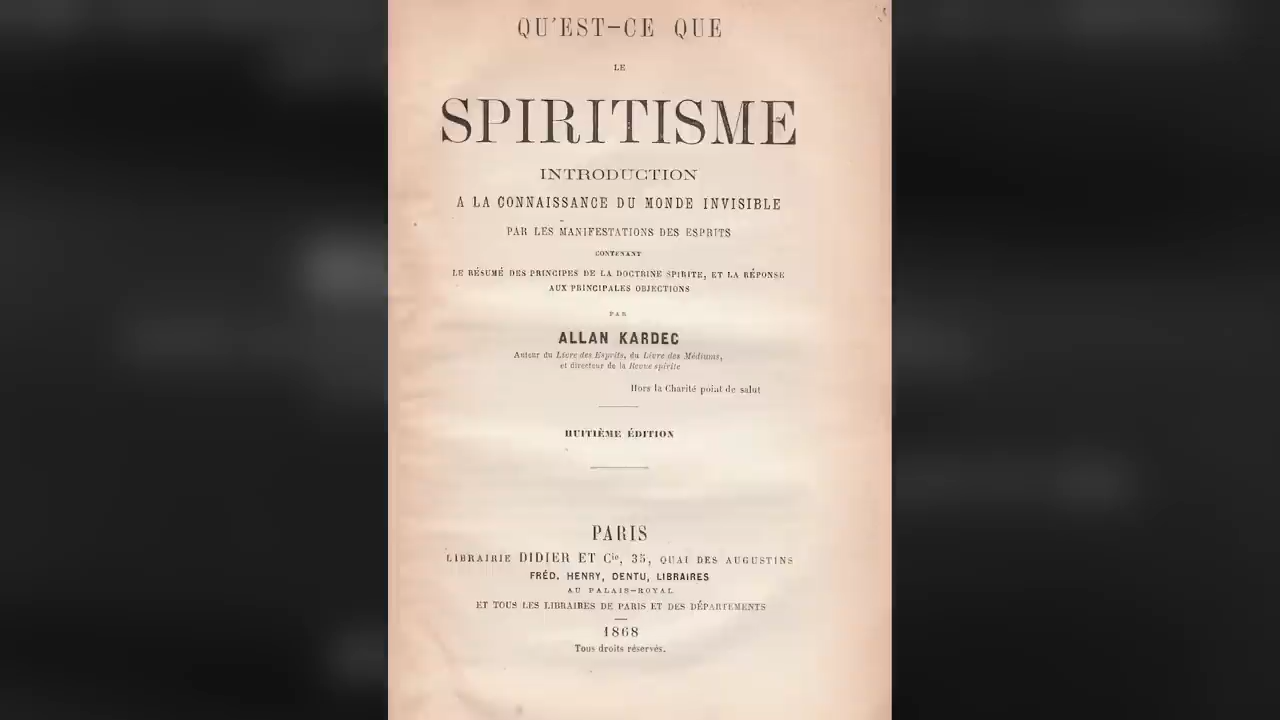 QU'EST-CE QUE
LE
SPIRITISME
INTRODUCTION
A LA CONNAISSANCE DU MONDE INVISIBLE
PAR LES MANIFESTATIONS DES ESPRITS
CONTENANT
LE RÉSUMÉ DES PRINCIPES DE LA DOCTRINE SPIRITE, ET LA RÉPONSE
AUX PRINCIPALES OBJECTIONS
PAR
ALLAN KARDEC
Auteur du Livre des Esprits, du Livre des Médiums,
et directeur de la Revue spirite
Hors la Charité point de salut
HUITIÈME ÉDITION
PARIS
LIBRAIRIE DIDIER ET Cie, 35, QUAI DES AUGUSTINS
FRÉD. HENRY, DENTU, LIBRAIRES
AU PALAIS-ROYAL
ET TOUS LES LIBRAIRES DE PARIS ET DES DÉPARTEMENTS
1868
Tous droits réservés.